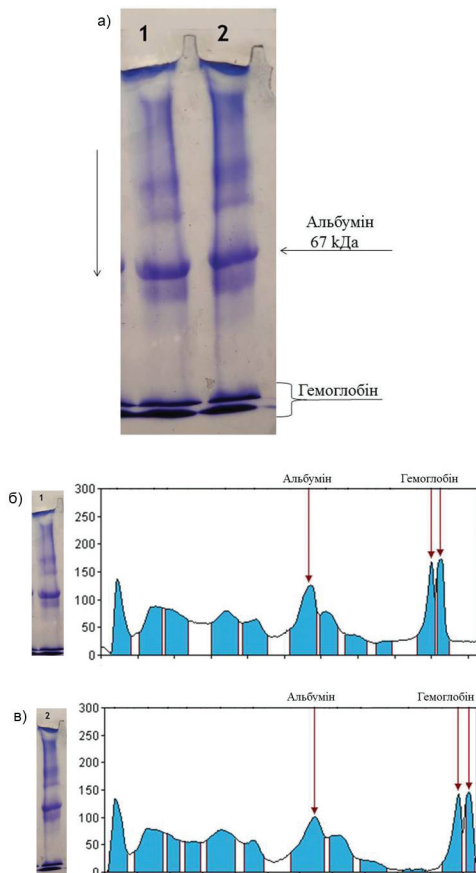 а)
1 2
Альбумін
67 kДа
Гемоглобін
б)
1
Альбумін Гемоглобін
300
250
200
150
100
50
0
в)
2
Альбумін Гемоглобін
300
250
200
150
100
50
0